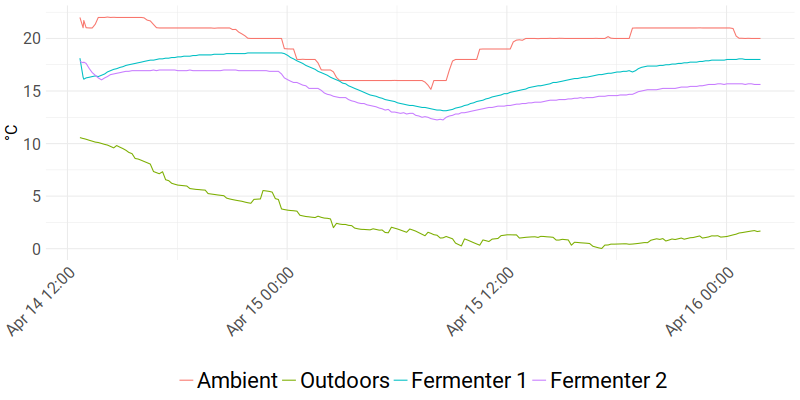 20
15
10
5
0
°C
Apr 14 12:00
Apr 15 00:00
Apr 15 12:00
Apr 16 00:00
Ambient Outdoors Fermenter 1 Fermenter 2